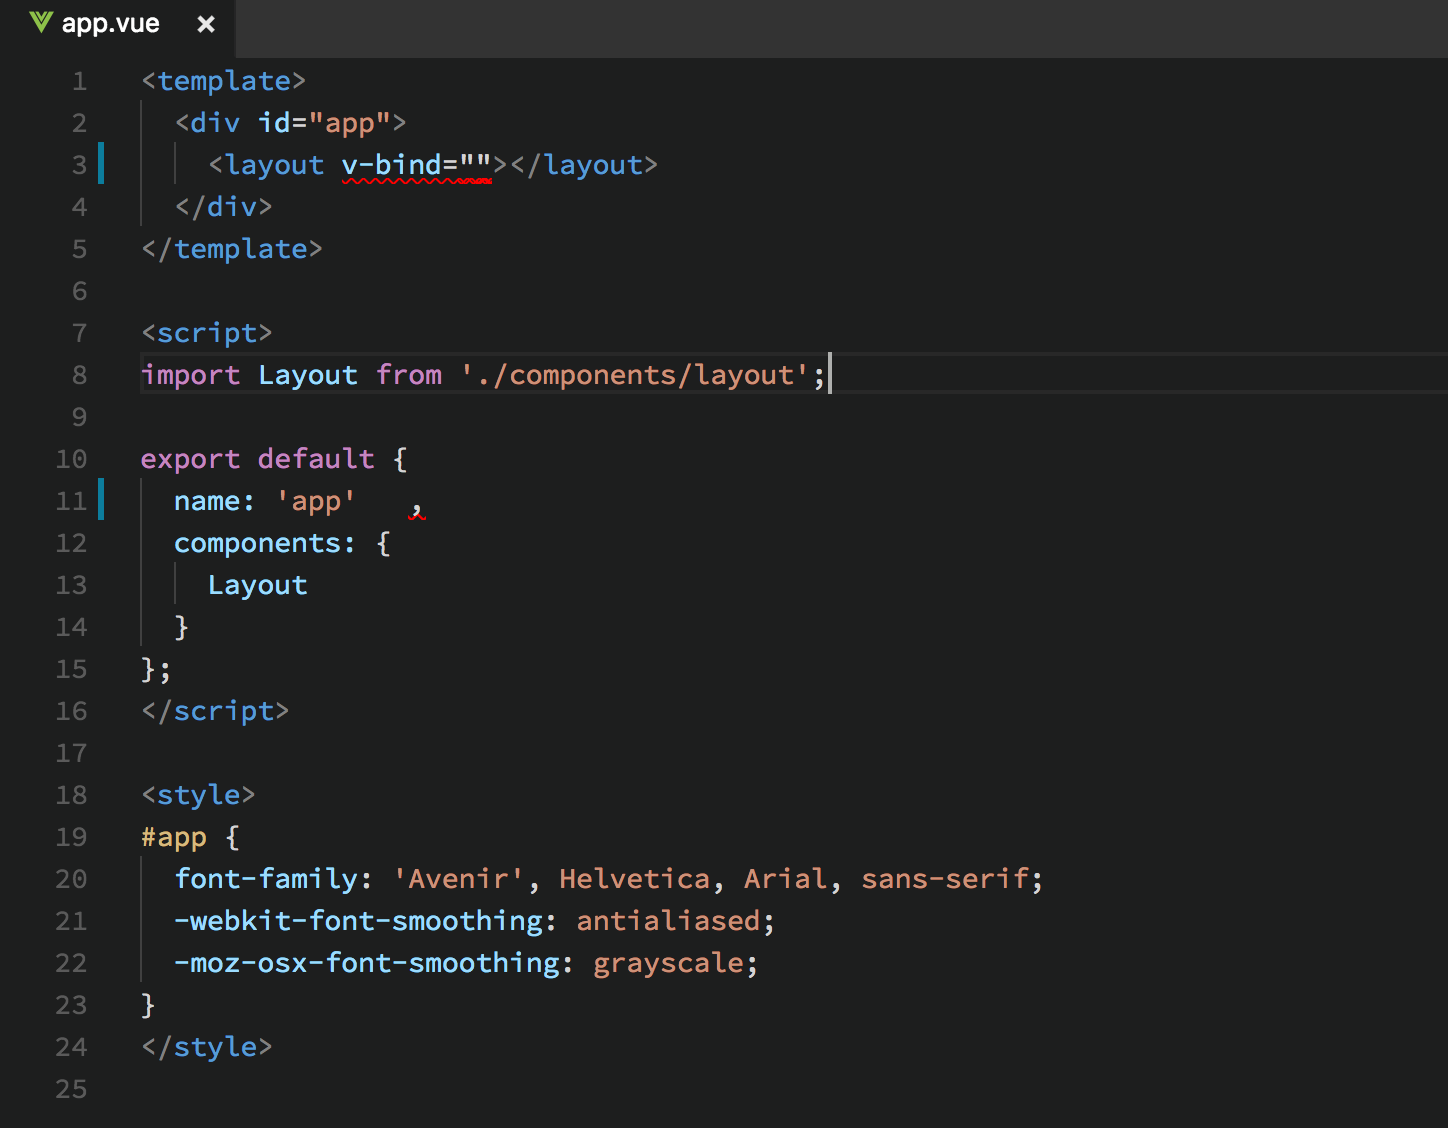 app.vue ×
1 <template>
2   <div id="app">
3     <layout v-bind=""></layout>
4   </div>
5 </template>
6
7 <script>
8 import Layout from './components/layout';
9
10 export default {
11   name: 'app'   ,
12   components: {
13     Layout
14   }
15 };
16 </script>
17
18 <style>
19 #app {
20   font-family: 'Avenir', Helvetica, Arial, sans-serif;
21   -webkit-font-smoothing: antialiased;
22   -moz-osx-font-smoothing: grayscale;
23 }
24 </style>
25